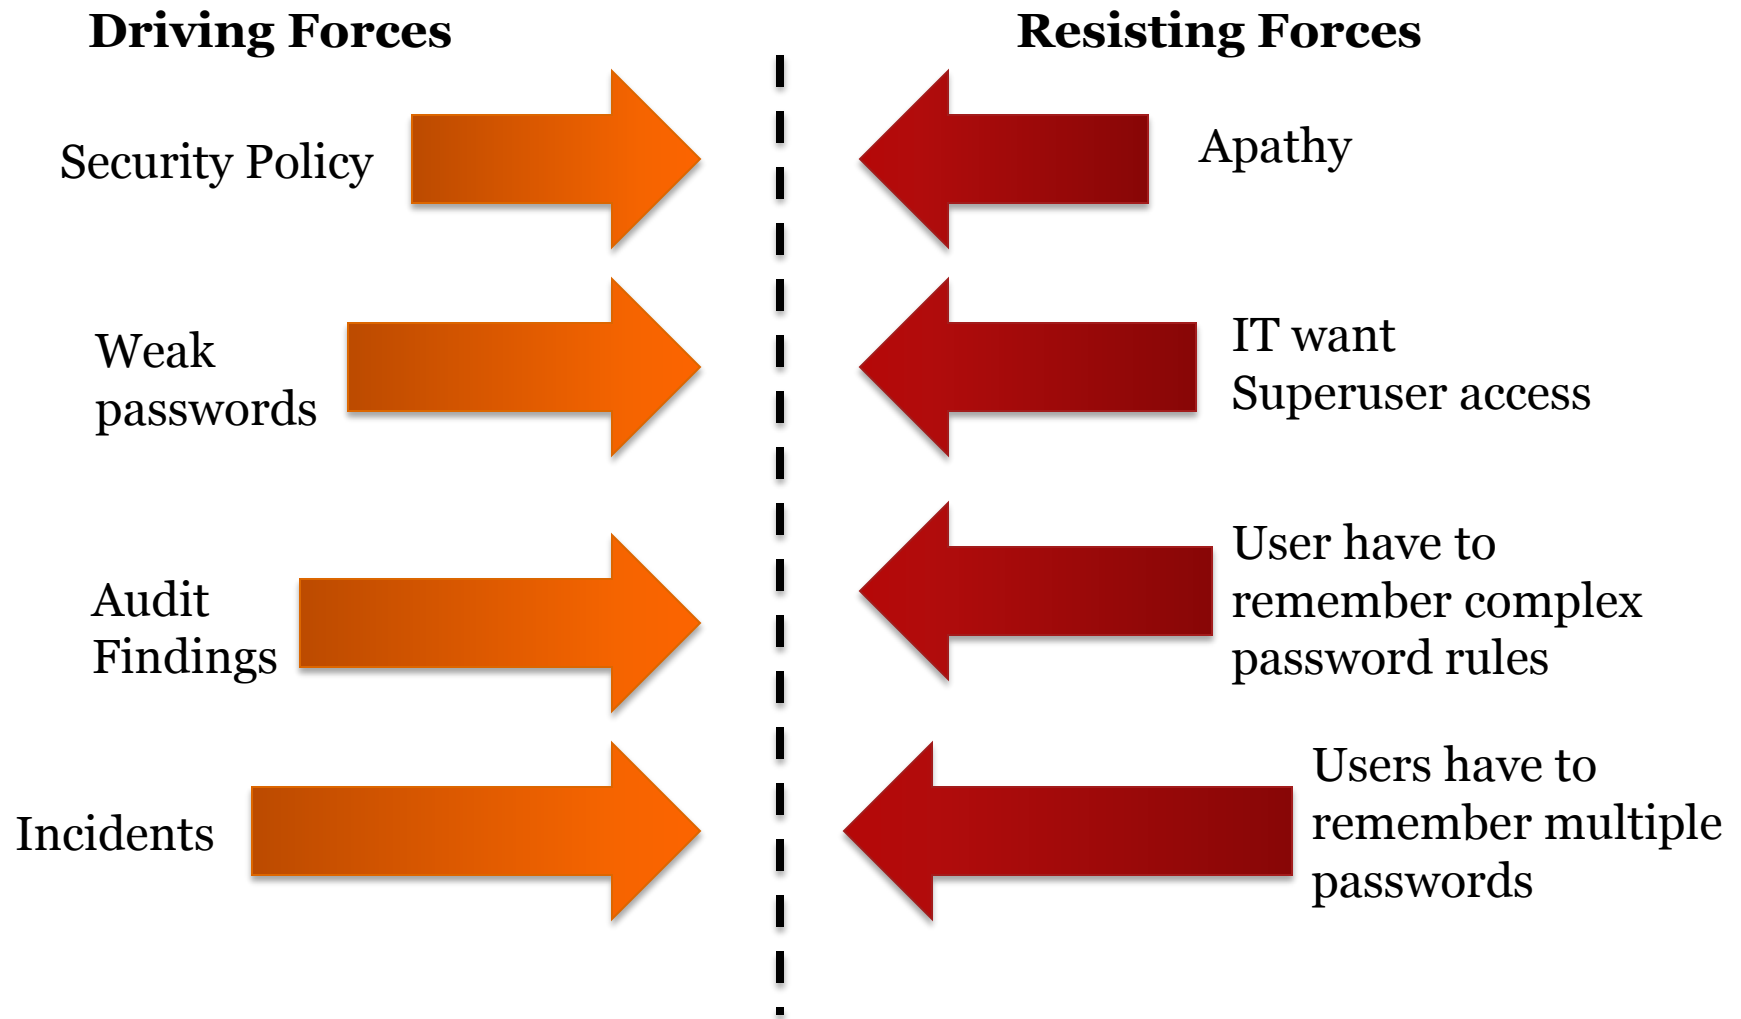 Driving Forces
Resisting Forces
Security Policy
Apathy
Weak
passwords
IT want
Superuser access
Audit
Findings
User have to
remember complex
password rules
Incidents
Users have to
remember multiple
passwords